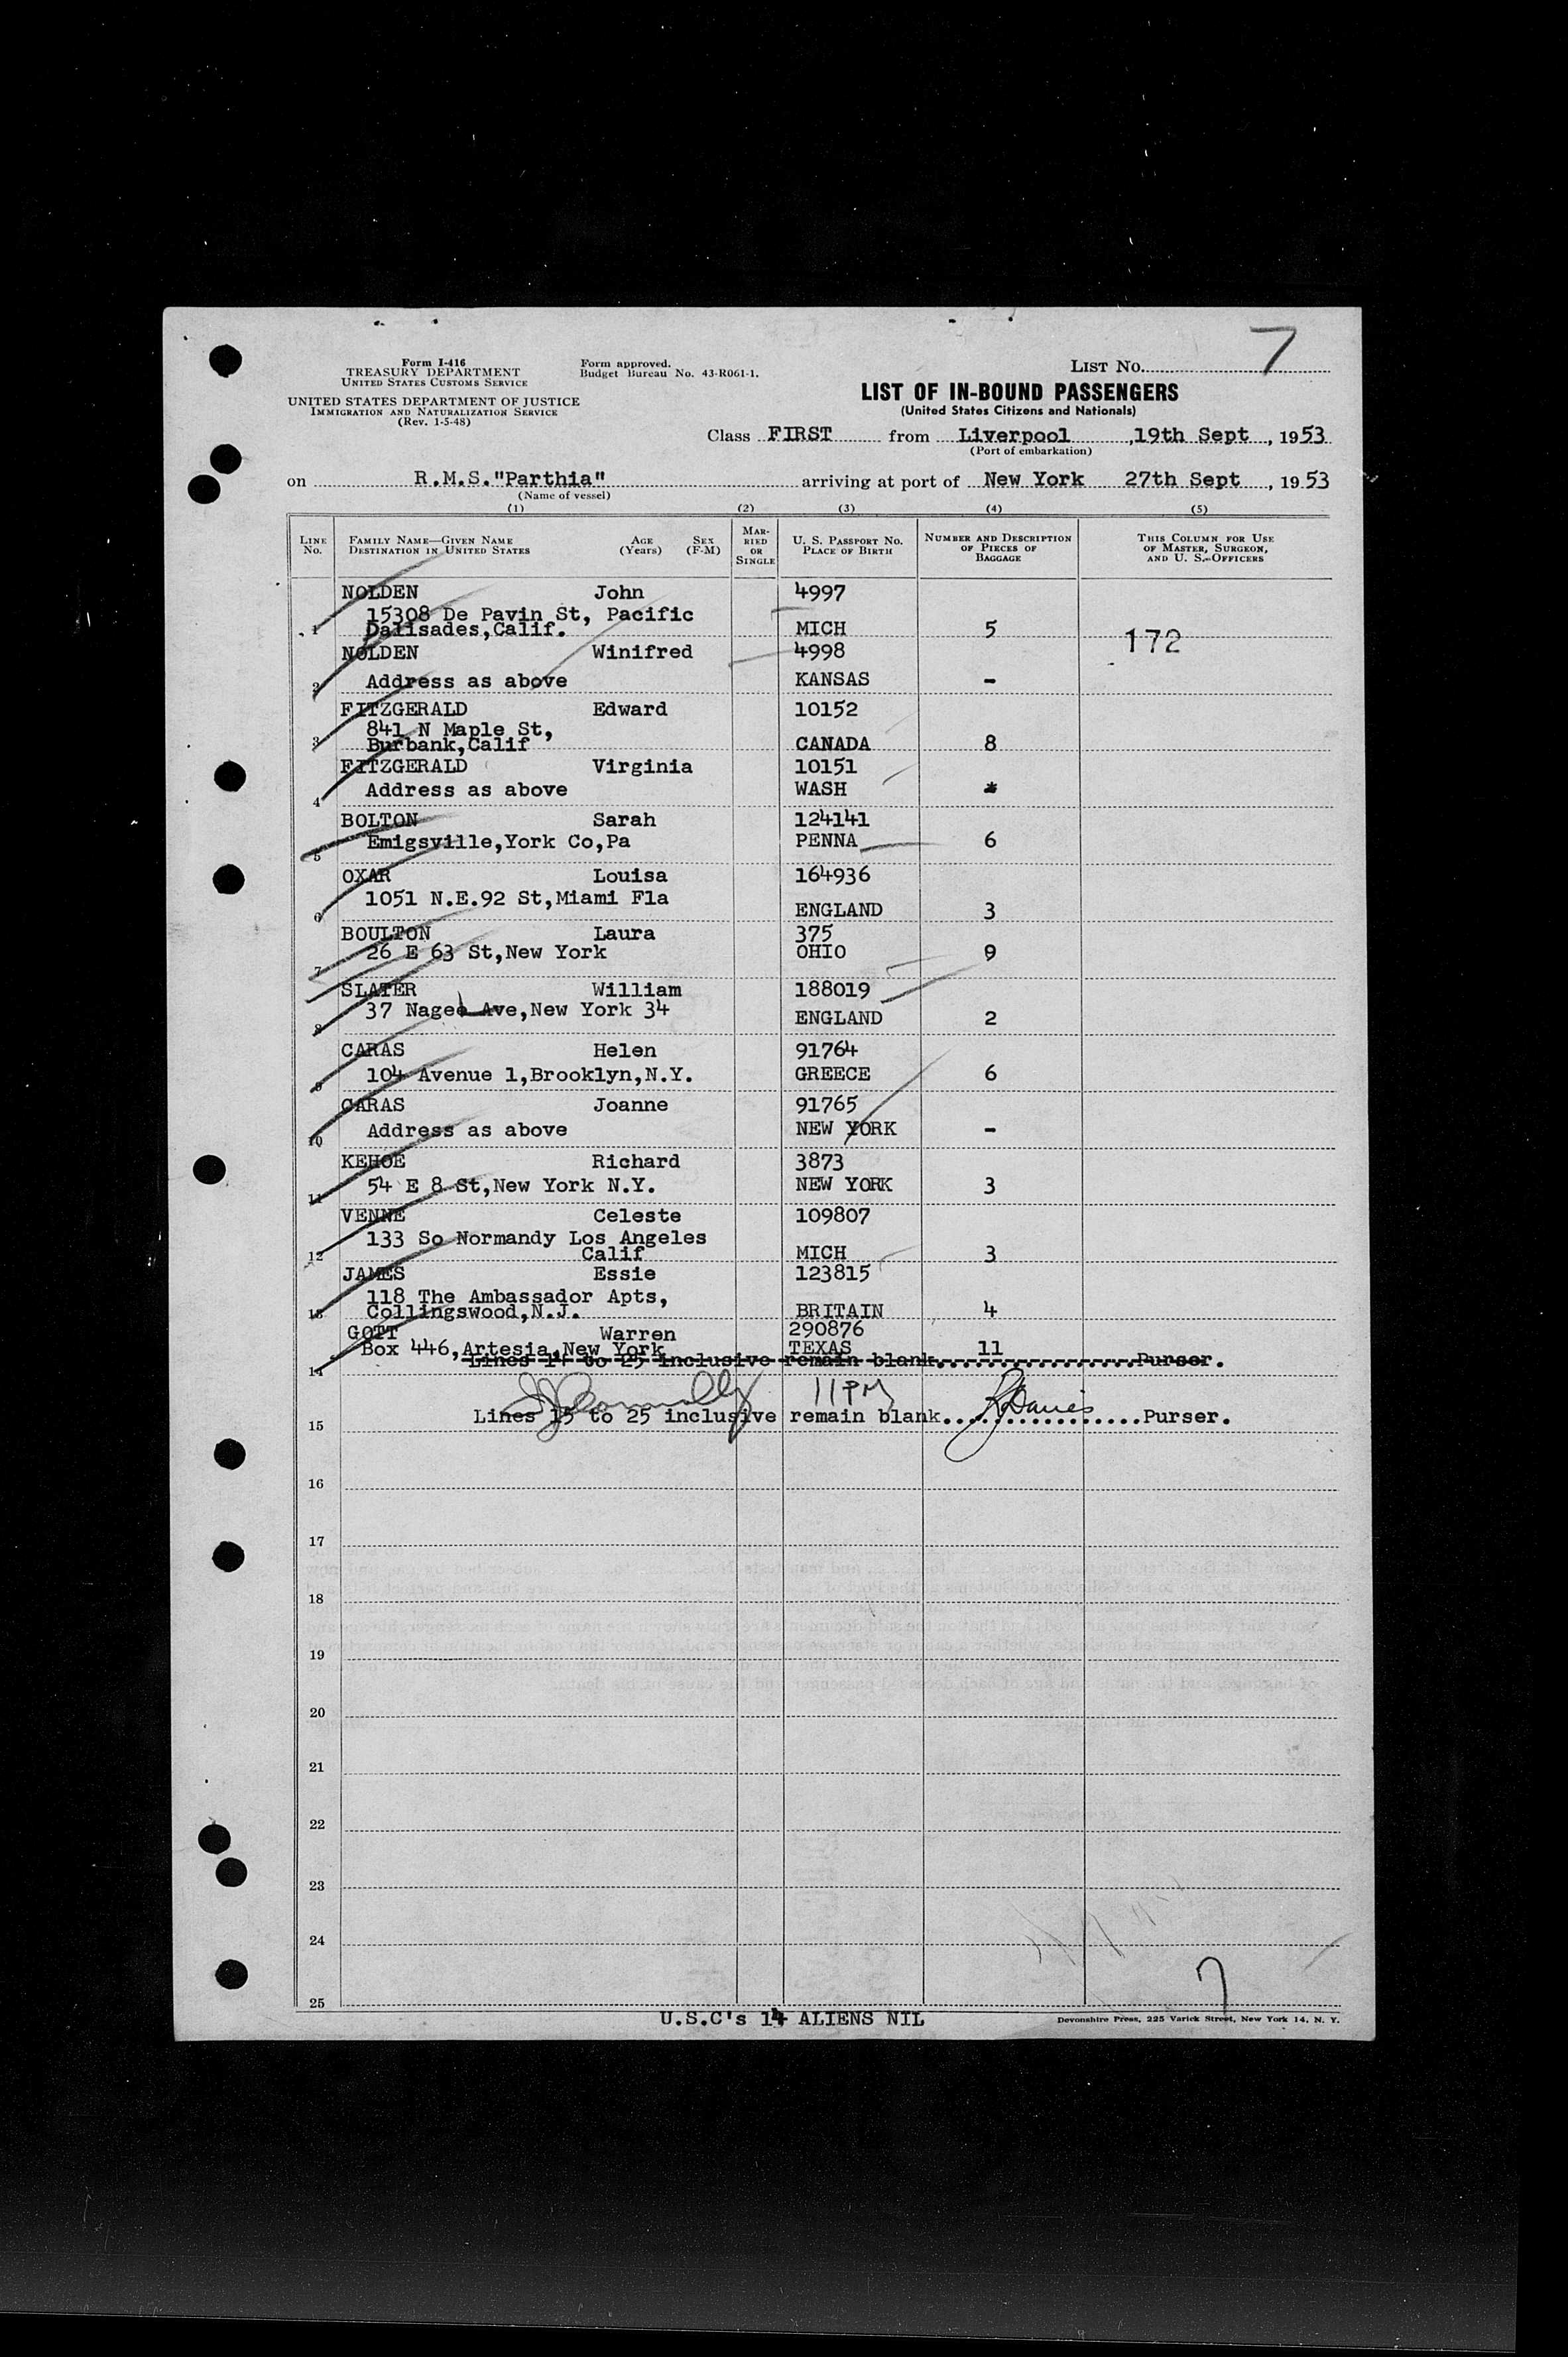 7
Form I-416
TREASURY DEPARTMENT
UNITED STATES CUSTOMS SERVICE
Form approved.
Budget Bureau No. 43-R061-1.
LIST NO.
UNITED STATES DEPARTMENT OF JUSTICE
IMMIGRATION AND NATURALIZATION SERVICE
(Rev. 1-5-48)
LIST OF IN-BOUND PASSENGERS
(United States Citizens and Nationals)
Class FIRST from Liverpool, 19th Sept, 1953
(Port of embarkation)
on R.M.S."Parthia" arriving at port of New York 27th Sept, 1953
(Name of vessel)
(1) (2) (3) (4) (5)
LINE NO. FAMILY NAME—GIVEN NAME DESTINATION IN UNITED STATES AGE (Years) SEX (F-M) MARRIED OR SINGLE U. S. PASSPORT NO. PLACE OF BIRTH NUMBER AND DESCRIPTION OF PIECES OF BAGGAGE THIS COLUMN FOR USE OF MASTER, SURGEON, AND U. S. OFFICERS
NOLDEN John 4997
15308 De Pavin St, Pacific
1 Dalisades,Calif. MICH 5 172
NOLDEN Winifred 4998
2 Address as above KANSAS -
FITZGERALD Edward 10152
841 N Maple St,
3 Burbank,Calif CANADA 8
FITZGERALD Virginia 10151
4 Address as above WASH
BOLTON Sarah 124141
5 Emigsville,York Co,Pa PENNA 6
OXAR Louisa 164936
6 1051 N.E.92 St,Miami Fla ENGLAND 3
BOULTON Laura 375
7 26 E 63 St,New York OHIO 9
SLATER William 188019
8 37 Nagel Ave,New York 34 ENGLAND 2
CARAS Helen 91764
9 104 Avenue 1,Brooklyn,N.Y. GREECE 6
CARAS Joanne 91765
10 Address as above NEW YORK -
KEHOE Richard 3873
11 54 E 8 St,New York N.Y. NEW YORK 3
VENNE Celeste 109807
133 So Normandy Los Angeles
12 Calif MICH 3
JAMES Essie 123815
118 The Ambassador Apts,
13 Collingswood,N.J. BRITAIN 4
GOTT Warren 290876
Box 446,Artesia,New York TEXAS 11
14 Lines 14 to 25 inclusive remain blank..................Purser.
11 PM Davies
15 Lines 15 to 25 inclusive remain blank..................Purser.
16
17
18
19
20
21
22
23
24
7
25
U.S.C's 14 ALIENS NIL
Devonshire Press, 225 Varick Street, New York 14, N. Y.